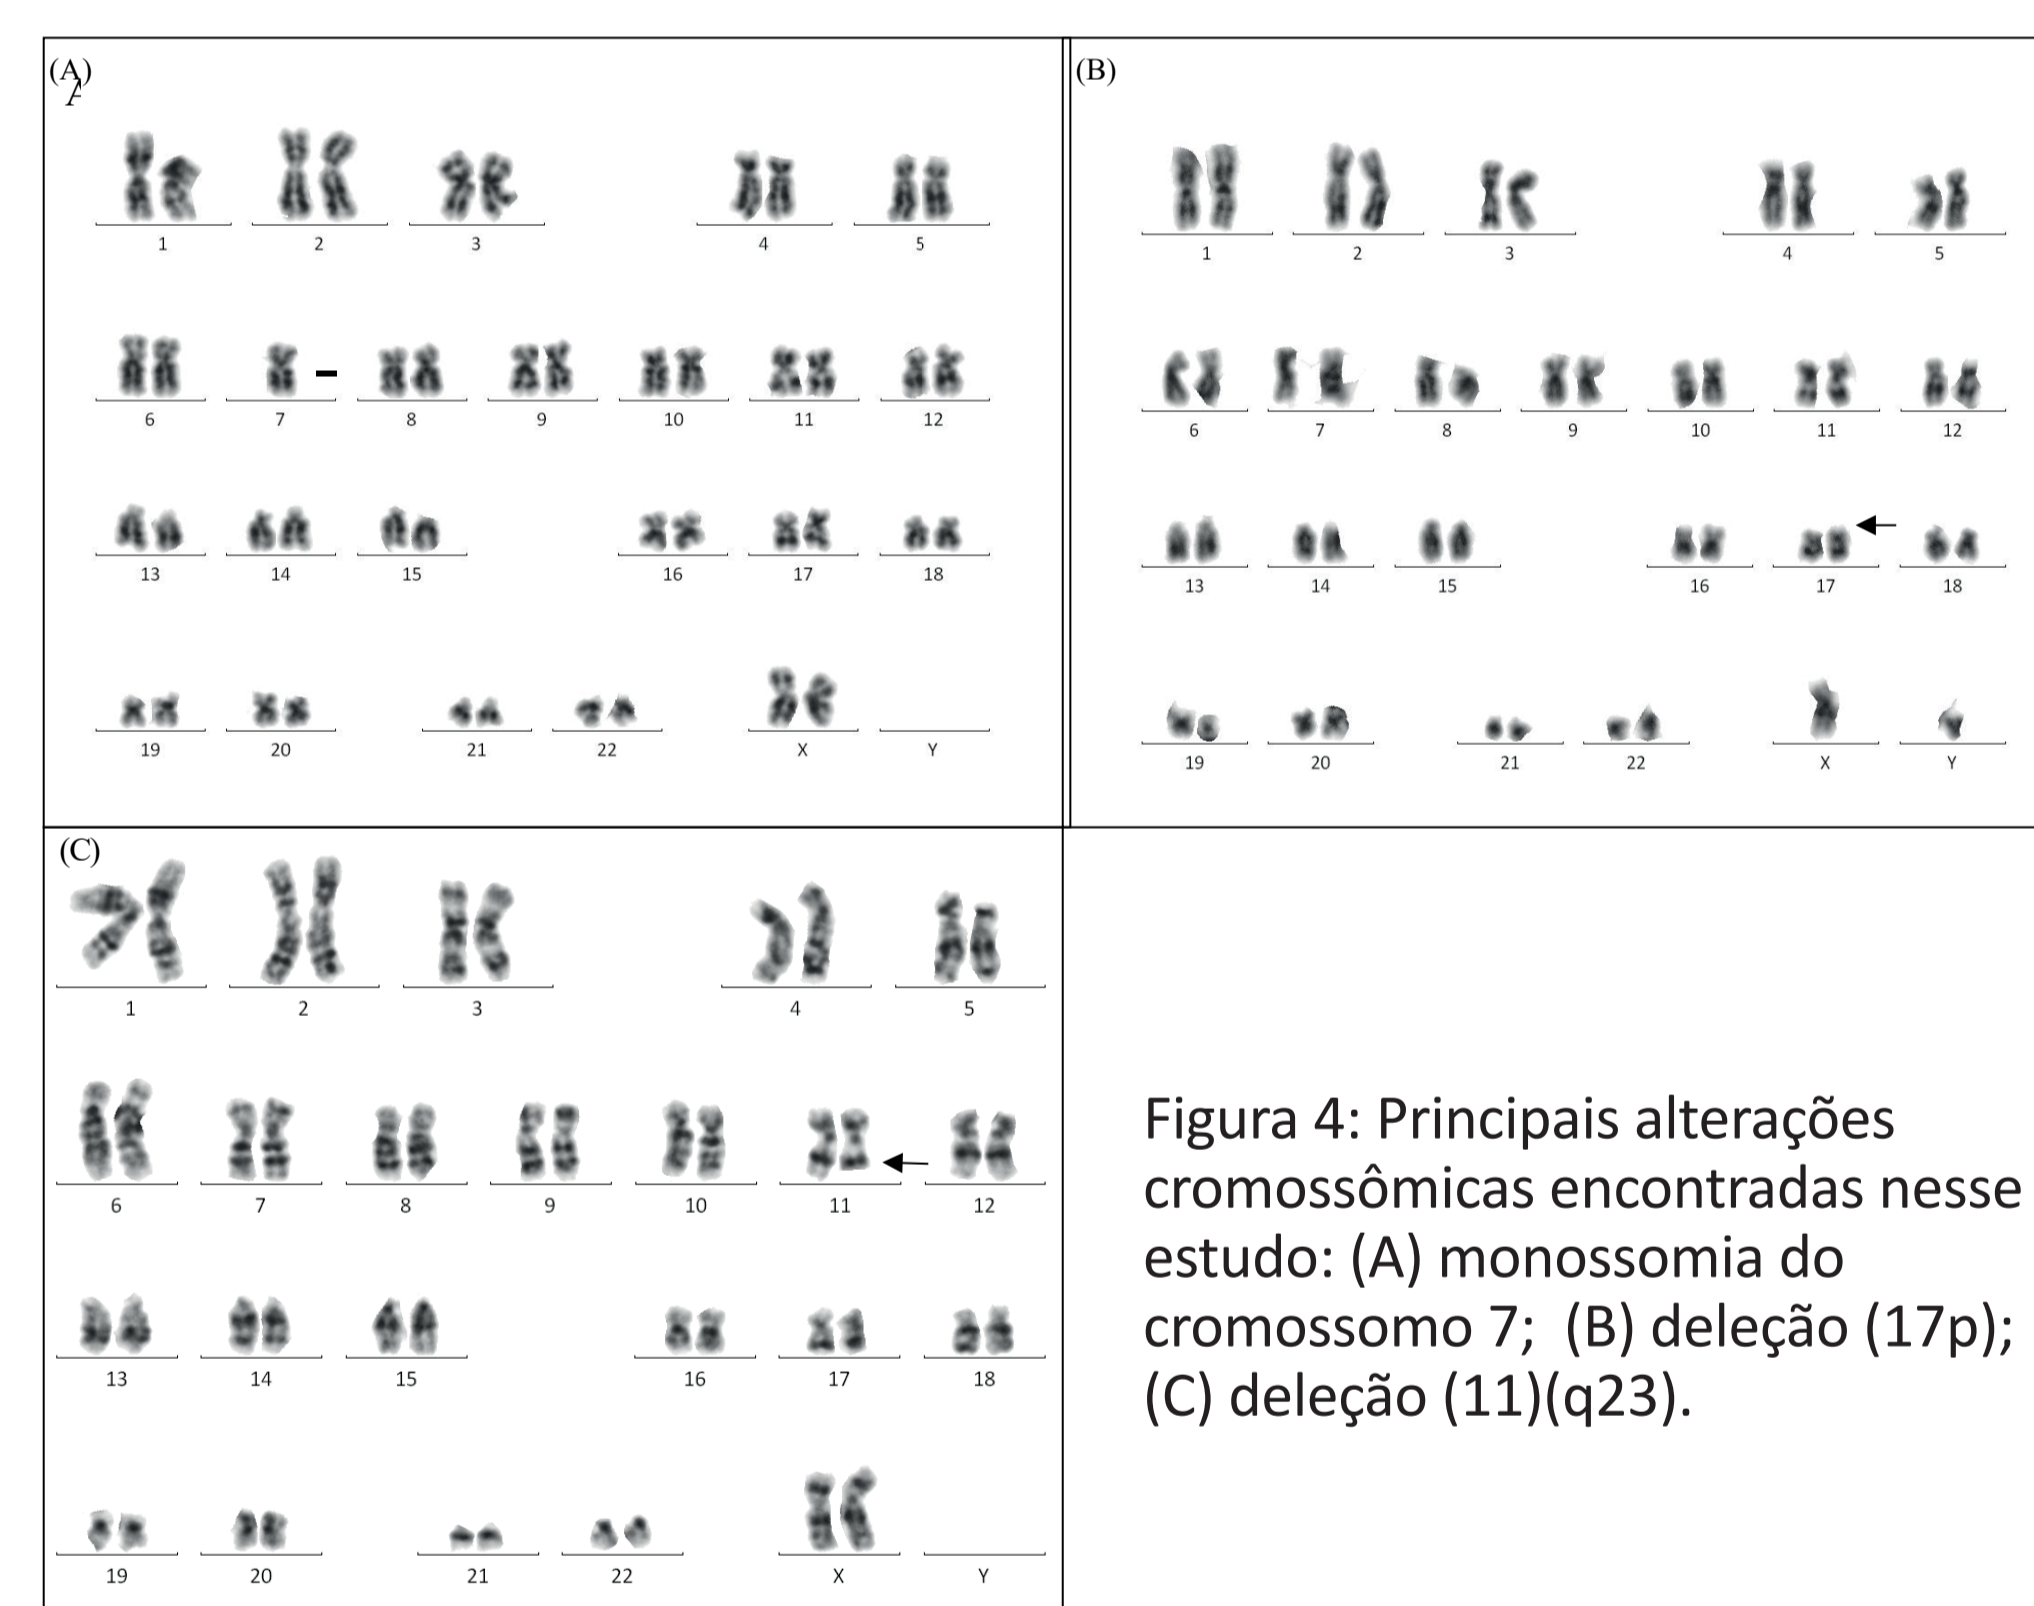 (A)
A
1 2 3 4 5
6 7 8 9 10 11 12
13 14 15 16 17 18
19 20 21 22 X Y
(B)
1 2 3 4 5
6 7 8 9 10 11 12
13 14 15 16 17 18
19 20 21 22 X Y
(C)
1 2 3 4 5
6 7 8 9 10 11 12
13 14 15 16 17 18
19 20 21 22 X Y
Figura 4: Principais alterações
cromossômicas encontradas nesse
estudo: (A) monossomia do
cromossomo 7; (B) deleção (17p);
(C) deleção (11)(q23).